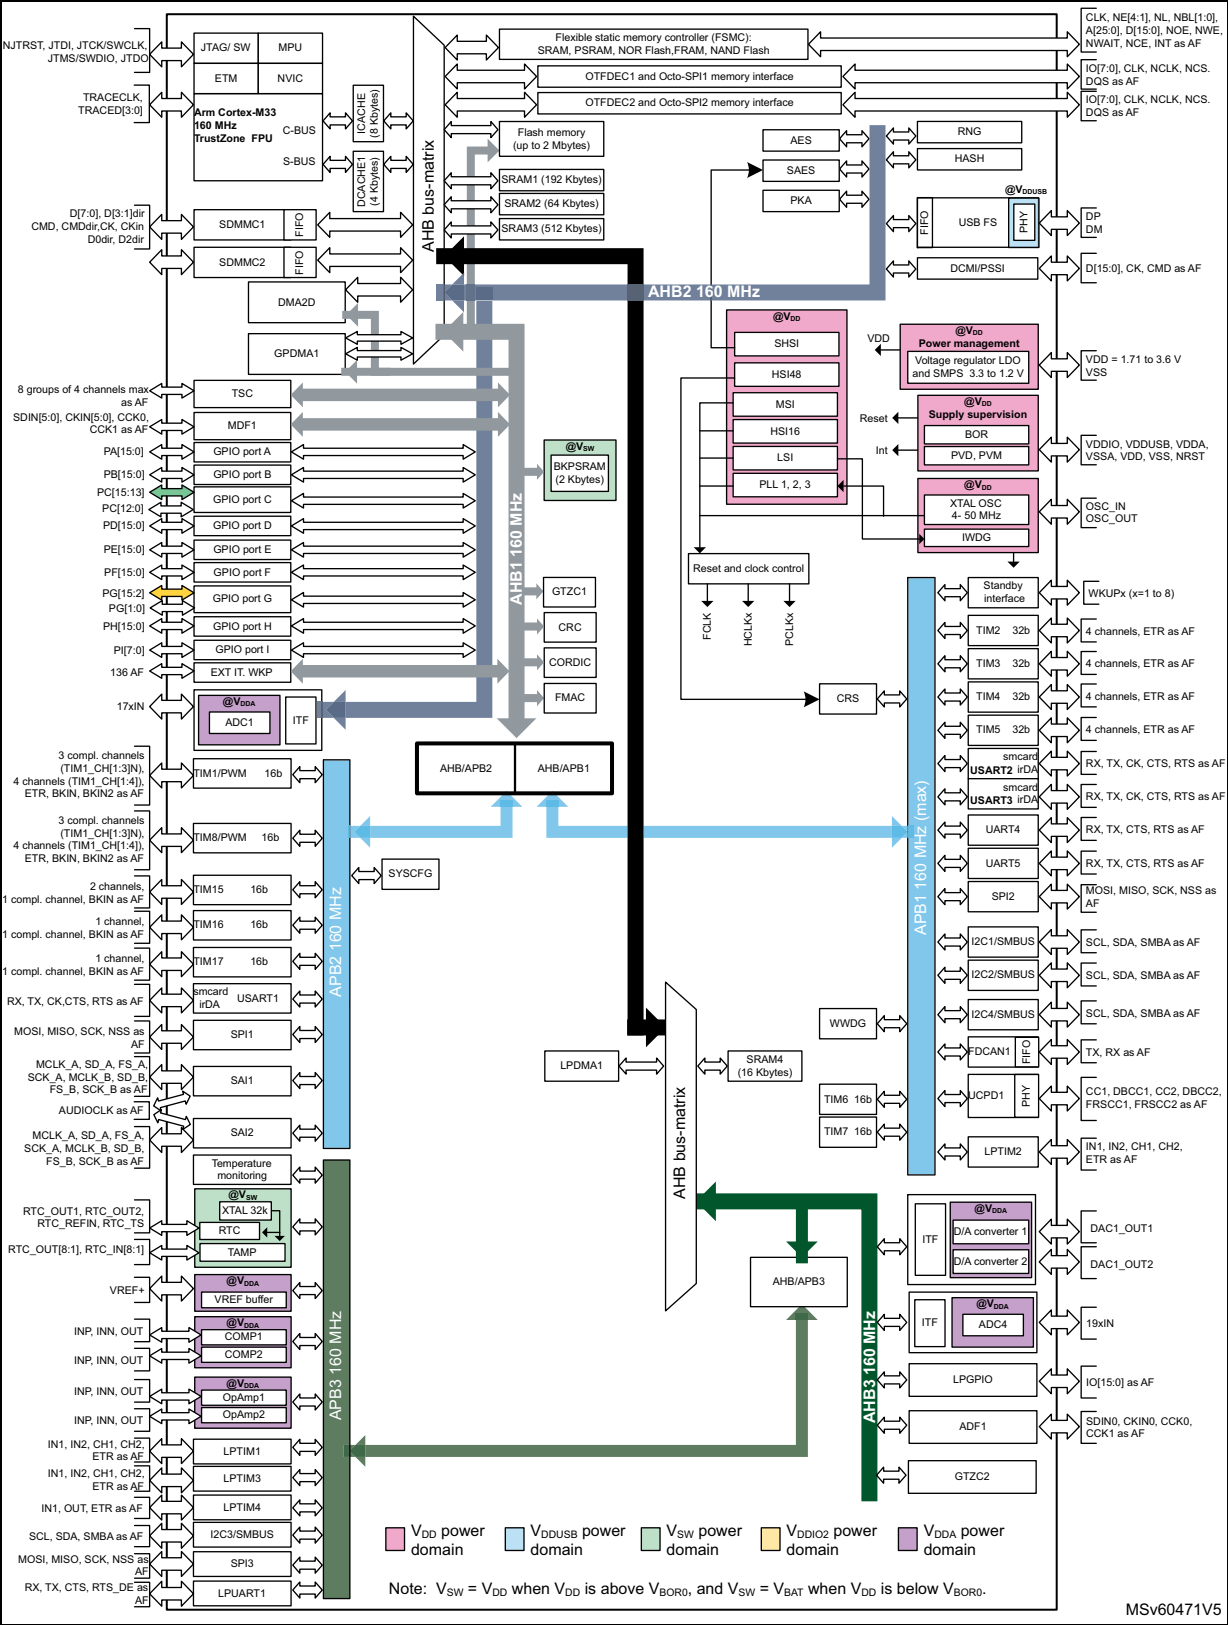 NJTRST, JTDI, JTCK/SWCLK,
JTMS/SWDIO, JTDO
TRACECLK,
TRACED[3:0]
JTAG/ SW
MPU
ETM
NVIC
Arm Cortex-M33
160 MHz
TrustZone FPU
C-BUS
S-BUS
ICACHE
(8 Kbytes)
DCACHE1
(4 Kbytes)
AHB bus-matrix
Flexible static memory controller (FSMC):
SRAM, PSRAM, NOR Flash,FRAM, NAND Flash
OTFDEC1 and Octo-SPI1 memory interface
OTFDEC2 and Octo-SPI2 memory interface
CLK, NE[4:1], NL, NBL[1:0],
A[25:0], D[15:0], NOE, NWE,
NWAIT, NCE, INT as AF
IO[7:0], CLK, NCLK, NCS.
DQS as AF
IO[7:0], CLK, NCLK, NCS.
DQS as AF
Flash memory
(up to 2 Mbytes)
SRAM1 (192 Kbytes)
SRAM2 (64 Kbytes)
SRAM3 (512 Kbytes)
AES
SAES
PKA
RNG
HASH
@VDDUSB
FIFO
USB FS
PHY
DP
DM
DCMI/PSSI
D[15:0], CK, CMD as AF
D[7:0], D[3:1]dir
CMD, CMDdir,CK, CKin
D0dir, D2dir
SDMMC1
FIFO
SDMMC2
FIFO
DMA2D
GPDMA1
AHB2 160 MHz
@VDD
SHSI
HSI48
MSI
HSI16
LSI
PLL 1, 2, 3
VDD
@VDD
Power management
Voltage regulator LDO
and SMPS 3.3 to 1.2 V
VDD = 1.71 to 3.6 V
VSS
Reset
Int
@VDD
Supply supervision
BOR
PVD, PVM
VDDIO, VDDUSB, VDDA,
VSSA, VDD, VSS, NRST
@VDD
XTAL OSC
4- 50 MHz
IWDG
OSC_IN
OSC_OUT
8 groups of 4 channels max
as AF
TSC
SDIN[5:0], CKIN[5:0], CCK0,
CCK1 as AF
MDF1
PA[15:0]
GPIO port A
PB[15:0]
GPIO port B
PC[15:13]
PC[12:0]
GPIO port C
PD[15:0]
GPIO port D
PE[15:0]
GPIO port E
PF[15:0]
GPIO port F
PG[15:2]
PG[1:0]
GPIO port G
PH[15:0]
GPIO port H
PI[7:0]
GPIO port I
136 AF
EXT IT. WKP
17xIN
@VDDA
ADC1
ITF
AHB1 160 MHz
@VSW
BKPSRAM
(2 Kbytes)
GTZC1
CRC
CORDIC
FMAC
Reset and clock control
FCLK
HCLKx
PCLKx
CRS
AHB/APB2
AHB/APB1
3 compl. channels
(TIM1_CH[1:3]N),
4 channels (TIM1_CH[1:4]),
ETR, BKIN, BKIN2 as AF
TIM1/PWM 16b
3 compl. channels
(TIM1_CH[1:3]N),
4 channels (TIM1_CH[1:4]),
ETR, BKIN, BKIN2 as AF
TIM8/PWM 16b
2 channels,
1 compl. channel, BKIN as AF
TIM15 16b
1 channel,
1 compl. channel, BKIN as AF
TIM16 16b
1 channel,
1 compl. channel, BKIN as AF
TIM17 16b
RX, TX, CK,CTS, RTS as AF
smcard
irDA USART1
MOSI, MISO, SCK, NSS as
AF
SPI1
MCLK_A, SD_A, FS_A,
SCK_A, MCLK_B, SD_B,
FS_B, SCK_B as AF
SAI1
AUDIOCLK as AF
MCLK_A, SD_A, FS_A,
SCK_A, MCLK_B, SD_B,
FS_B, SCK_B as AF
SAI2
APB2 160 MHz
SYSCFG
APB1 160 MHz (max)
Standby
interface
WKUPx (x=1 to 8)
TIM2 32b
4 channels, ETR as AF
TIM3 32b
4 channels, ETR as AF
TIM4 32b
4 channels, ETR as AF
TIM5 32b
4 channels, ETR as AF
smcard
USART2 irDA
RX, TX, CK, CTS, RTS as AF
smcard
USART3 irDA
RX, TX, CK, CTS, RTS as AF
UART4
RX, TX, CTS, RTS as AF
UART5
RX, TX, CTS, RTS as AF
SPI2
MOSI, MISO, SCK, NSS as
AF
I2C1/SMBUS
SCL, SDA, SMBA as AF
I2C2/SMBUS
SCL, SDA, SMBA as AF
I2C4/SMBUS
SCL, SDA, SMBA as AF
FDCAN1
FIFO
TX, RX as AF
UCPD1
PHY
CC1, DBCC1, CC2, DBCC2,
FRSCC1, FRSCC2 as AF
LPTIM2
IN1, IN2, CH1, CH2,
ETR as AF
WWDG
TIM6 16b
TIM7 16b
LPDMA1
AHB bus-matrix
SRAM4
(16 Kbytes)
Temperature
monitoring
@VSW
XTAL 32k
RTC
TAMP
RTC_OUT1, RTC_OUT2,
RTC_REFIN, RTC_TS
RTC_OUT[8:1], RTC_IN[8:1]
VREF+
@VDDA
VREF buffer
INP, INN, OUT
INP, INN, OUT
@VDDA
COMP1
COMP2
INP, INN, OUT
INP, INN, OUT
@VDDA
OpAmp1
OpAmp2
IN1, IN2, CH1, CH2,
ETR as AF
LPTIM1
IN1, IN2, CH1, CH2,
ETR as AF
LPTIM3
IN1, OUT, ETR as AF
LPTIM4
SCL, SDA, SMBA as AF
I2C3/SMBUS
MOSI, MISO, SCK, NSS as
AF
SPI3
RX, TX, CTS, RTS_DE as
AF
LPUART1
APB3 160 MHz
AHB/APB3
AHB3 160 MHz
ITF
@VDDA
D/A converter 1
D/A converter 2
DAC1_OUT1
DAC1_OUT2
ITF
@VDDA
ADC4
19xIN
LPGPIO
IO[15:0] as AF
ADF1
SDIN0, CKIN0, CCK0,
CCK1 as AF
GTZC2
VDD power
domain
VDDUSB power
domain
VSW power
domain
VDDIO2 power
domain
VDDA power
domain
Note: VSW = VDD when VDD is above VBOR0, and VSW = VBAT when VDD is below VBOR0.
MSv60471V5